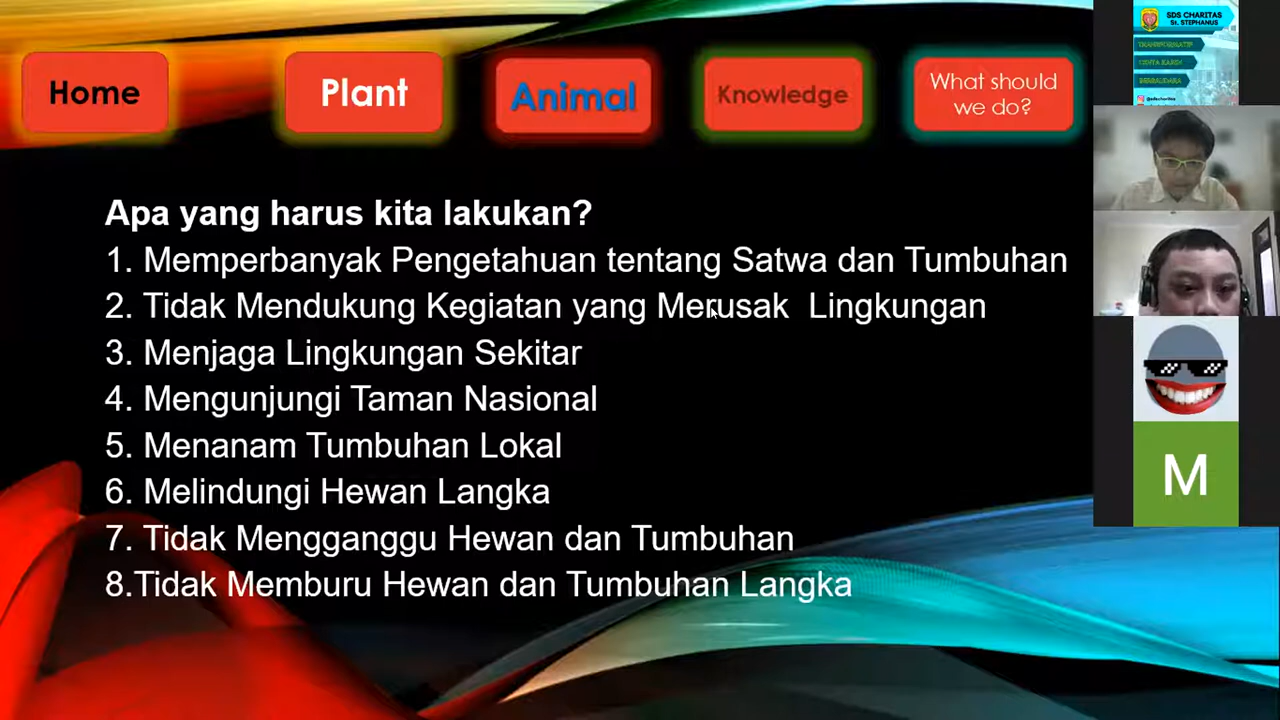 Home
Plant
Animal
Knowledge
What should
we do?
Apa yang harus kita lakukan?
1. Memperbanyak Pengetahuan tentang Satwa dan Tumbuhan
2. Tidak Mendukung Kegiatan yang Merusak  Lingkungan
3. Menjaga Lingkungan Sekitar
4. Mengunjungi Taman Nasional
5. Menanam Tumbuhan Lokal
6. Melindungi Hewan Langka
7. Tidak Mengganggu Hewan dan Tumbuhan
8.Tidak Memburu Hewan dan Tumbuhan Langka
SDS CHARITAS
St. STEPHANUS
TRANSFORMATIF
CINTA KASIH
M